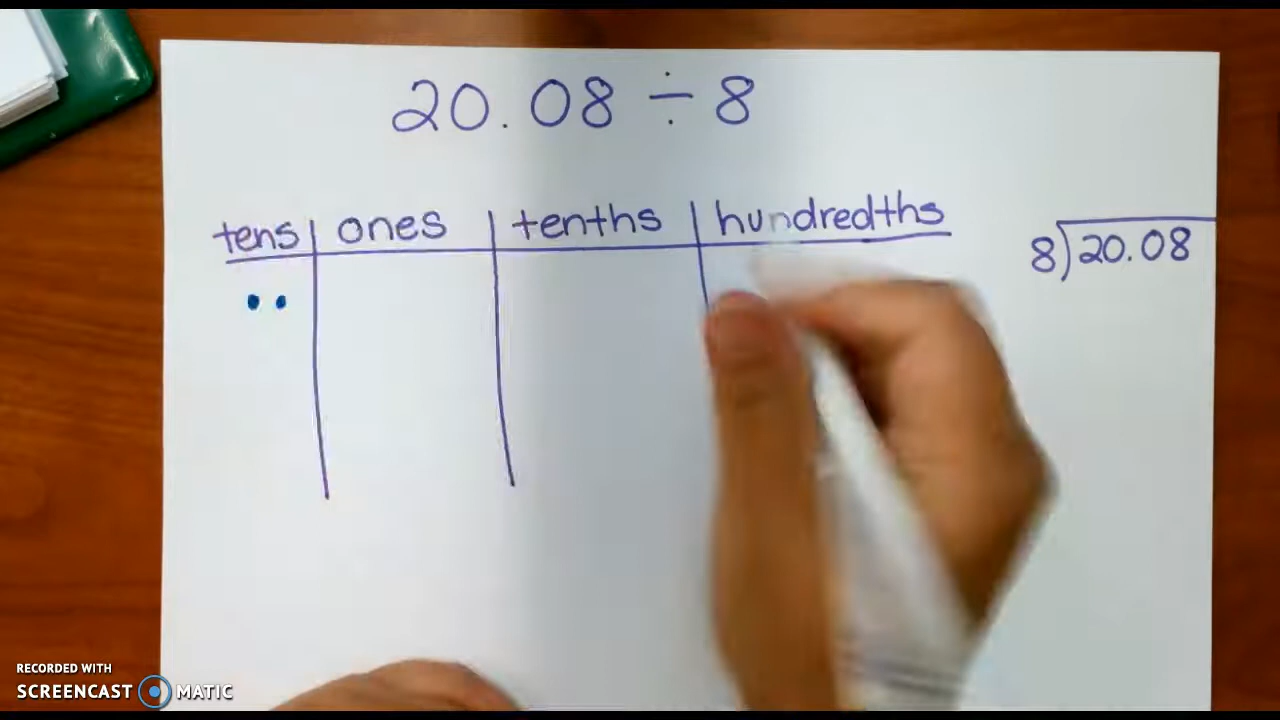 20.08 ÷ 8
tens ones tenths hundredths
8)20.08
RECORDED WITH
SCREENCAST MATIC